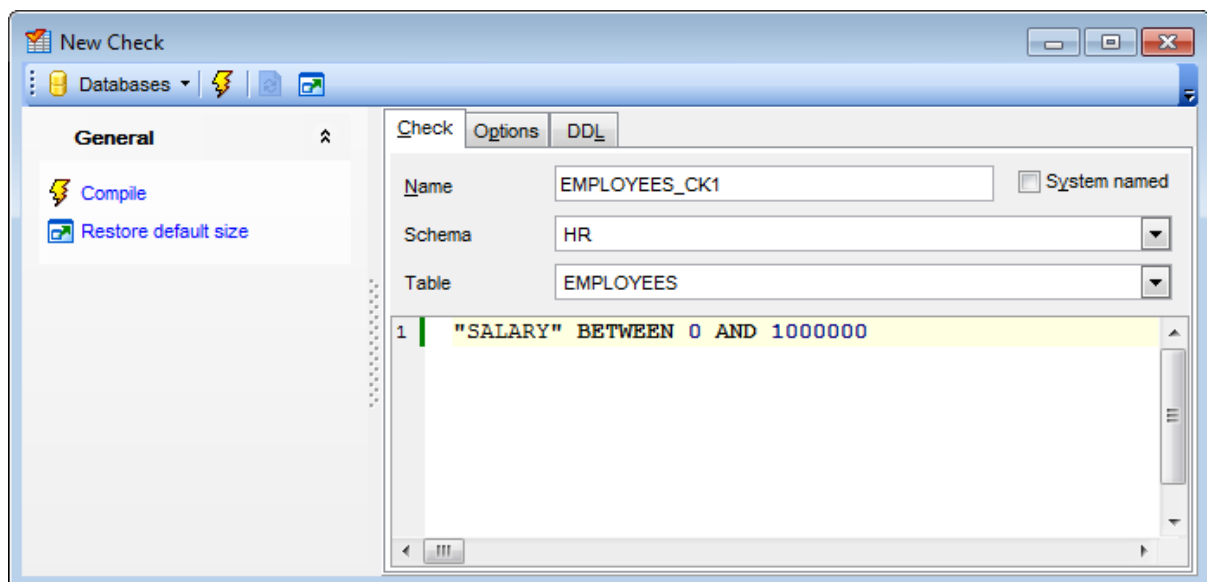 New Check
Databases
General
Compile
Restore default size
Check Options DDL
Name EMPLOYEES_CK1 System named
Schema HR
Table EMPLOYEES
1 "SALARY" BETWEEN 0 AND 1000000